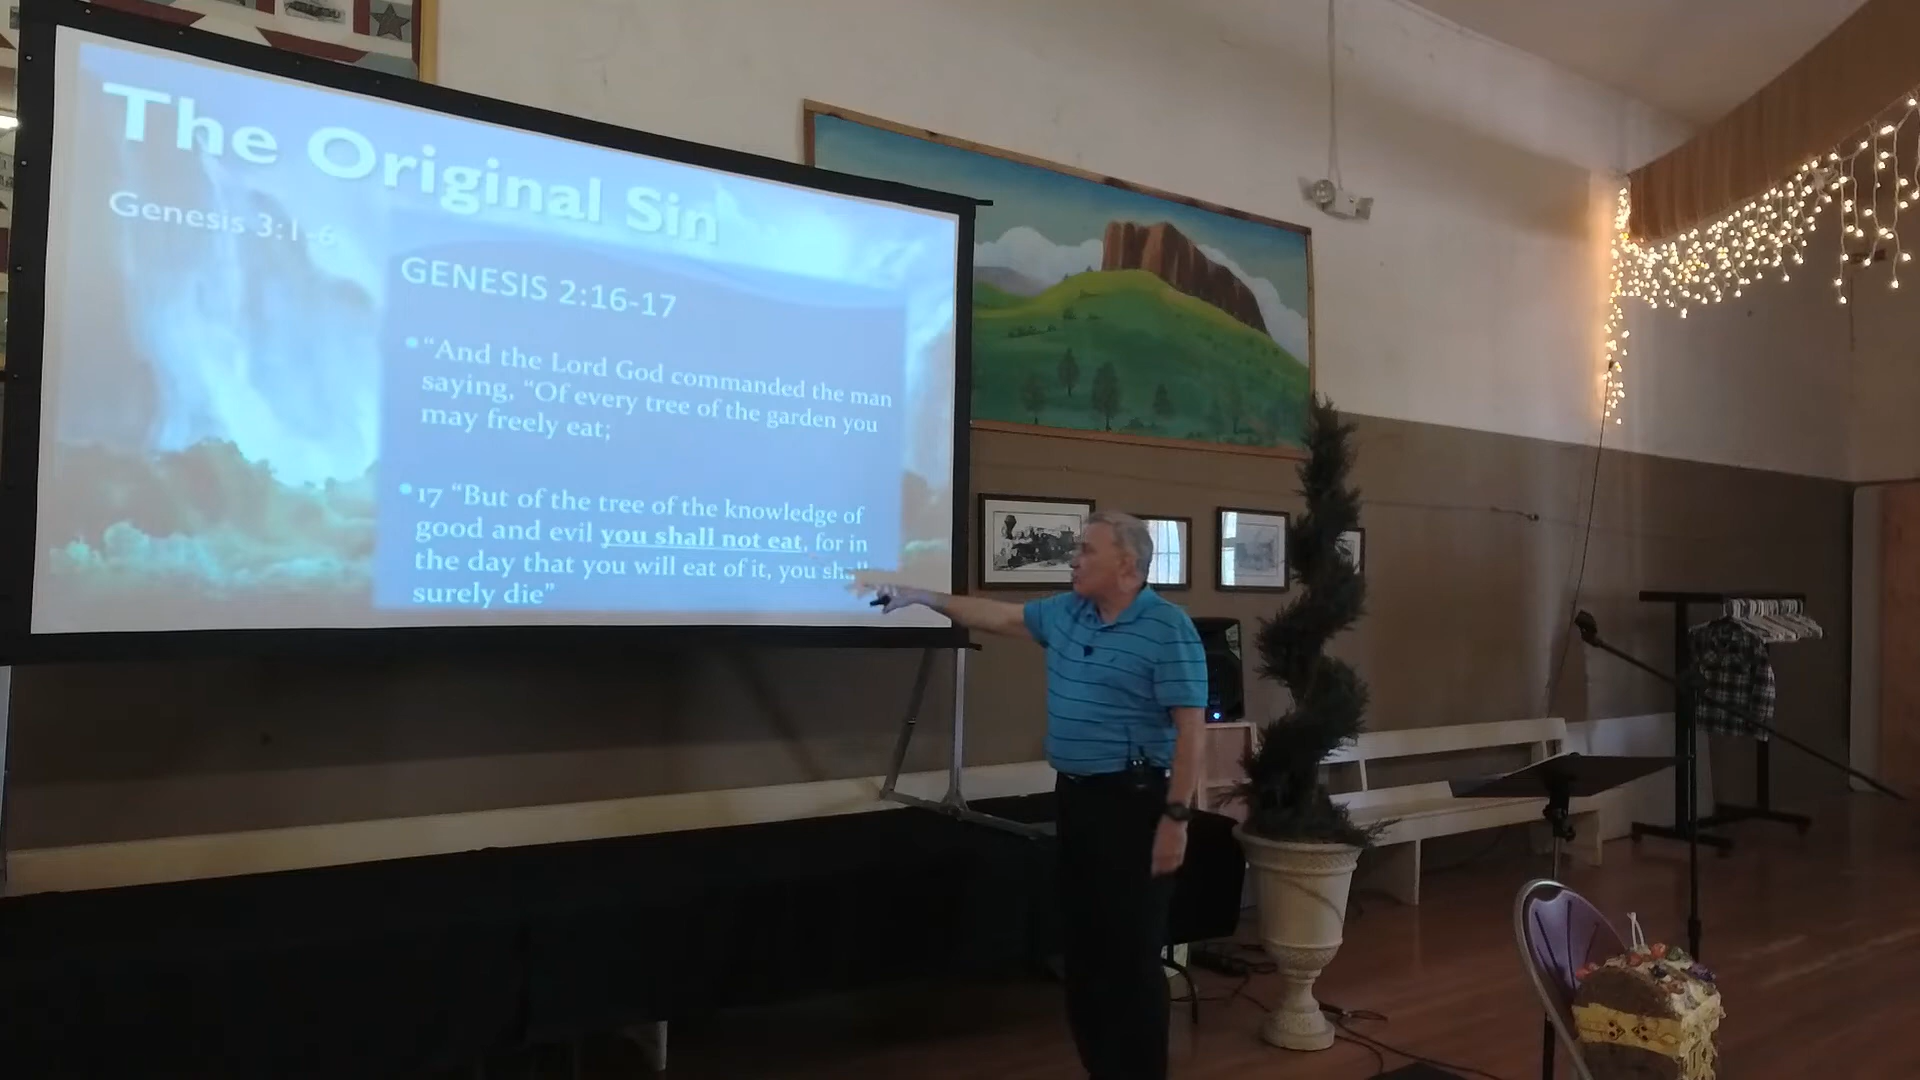 The Original Sin
Genesis 3:1-6
GENESIS 2:16-17
“And the Lord God commanded the man
saying, “Of every tree of the garden you
may freely eat;
17 “But of the tree of the knowledge of
good and evil you shall not eat, for in
the day that you will eat of it, you shall
surely die”